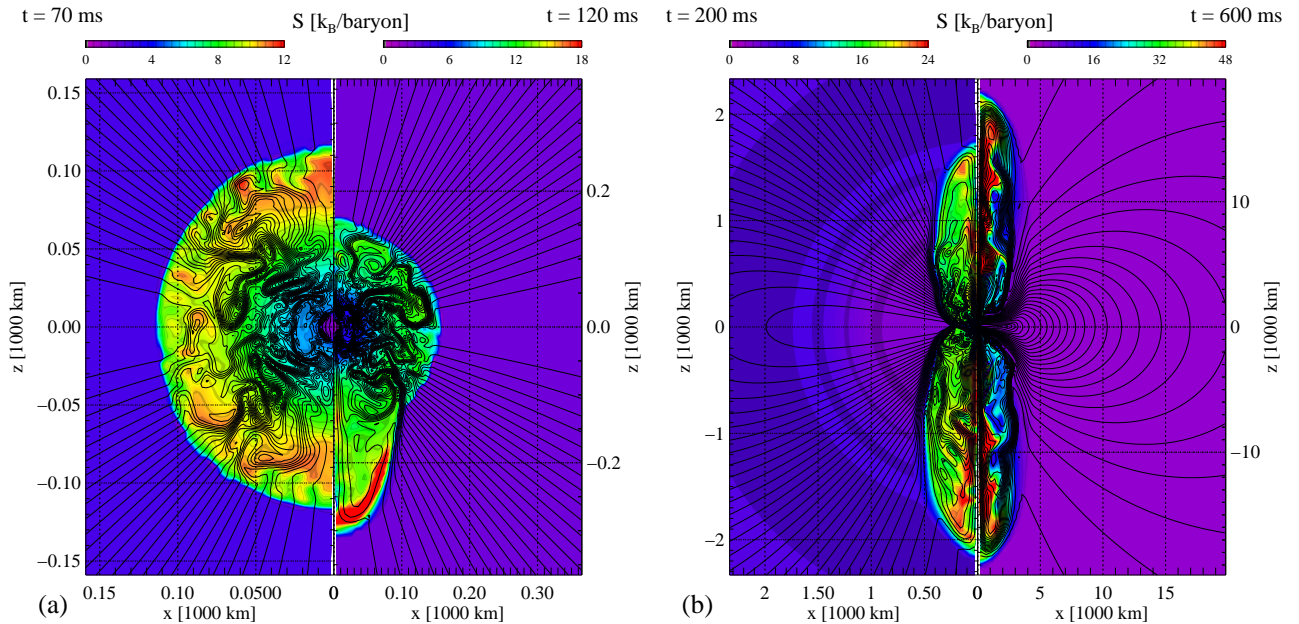 t = 70 ms S [k_B/baryon] t = 120 ms
0 4 8 12 0 6 12 18
0.15
0.10
0.05
0.00
−0.05
−0.10
−0.15
z [1000 km]
0.2
0.0
−0.2
z [1000 km]
0.15 0.10 0.0500 0 0.10 0.20 0.30
(a) x [1000 km] x [1000 km]
t = 200 ms S [k_B/baryon] t = 600 ms
0 8 16 24 0 16 32 48
2
1
0
−1
−2
z [1000 km]
10
0
−10
z [1000 km]
2 1.5 1 0.50 0 5 10 15
(b) x [1000 km] x [1000 km]